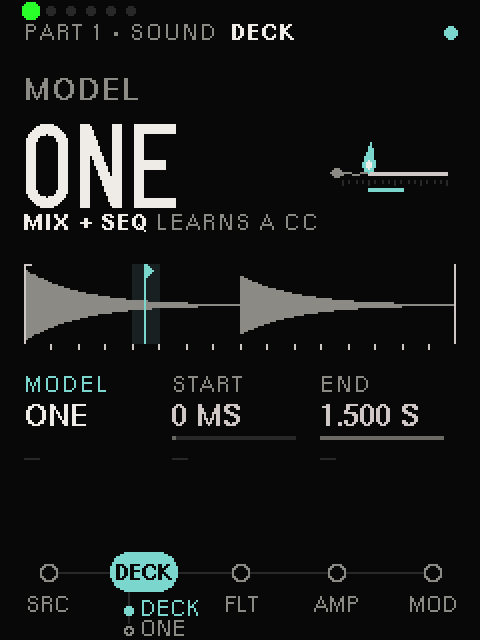 PART 1 · SOUND DECK
MODEL
ONE
MIX + SEQ LEARNS A CC
MODEL START END
ONE 0 MS 1.500 S
— — —
DECK
SRC FLT AMP MOD
DECK
ONE